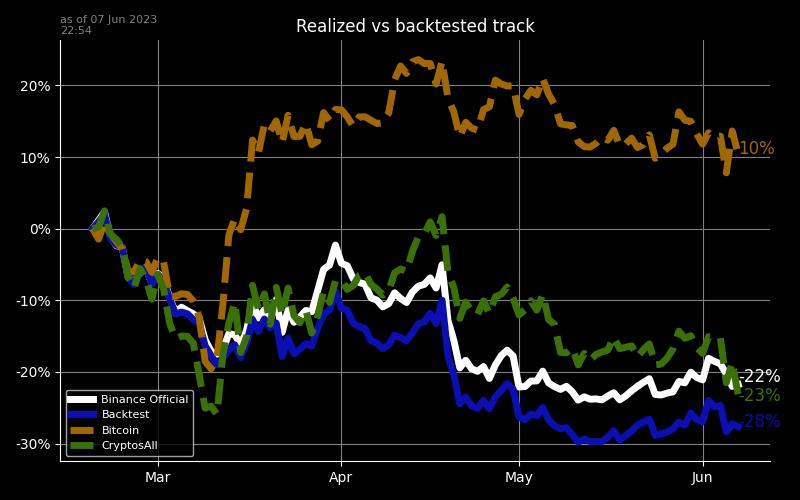 as of 07 Jun 2023
22:54
Realized vs backtested track
20%
10%
0%
-10%
-20%
-30%
10%
-22%
-23%
-28%
Binance Official
Backtest
Bitcoin
CryptosAll
Mar
Apr
May
Jun